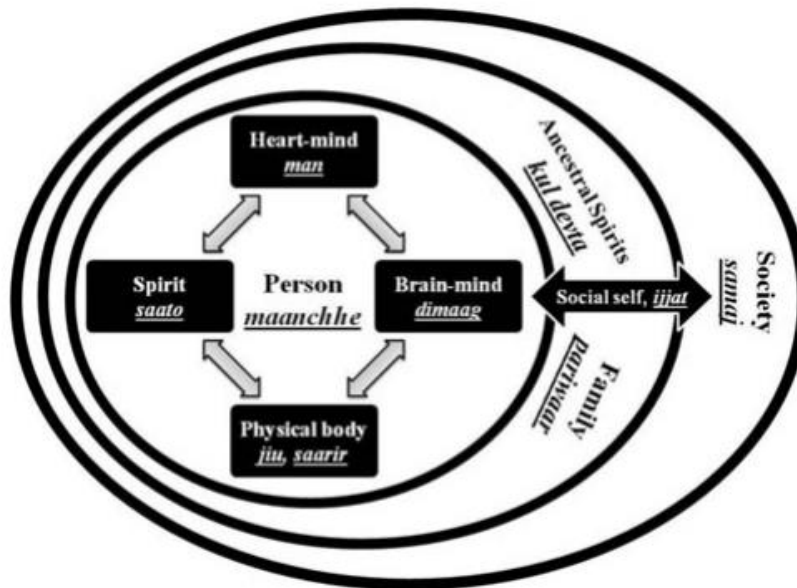 Heart-mind
man
Ancestral Spirits
kul devta
Spirit
saato
Person
maanchhe
Brain-mind
dimaag
Social self, ijjat
Society
samaj
Family
pariwaar
Physical body
jiu, saarir